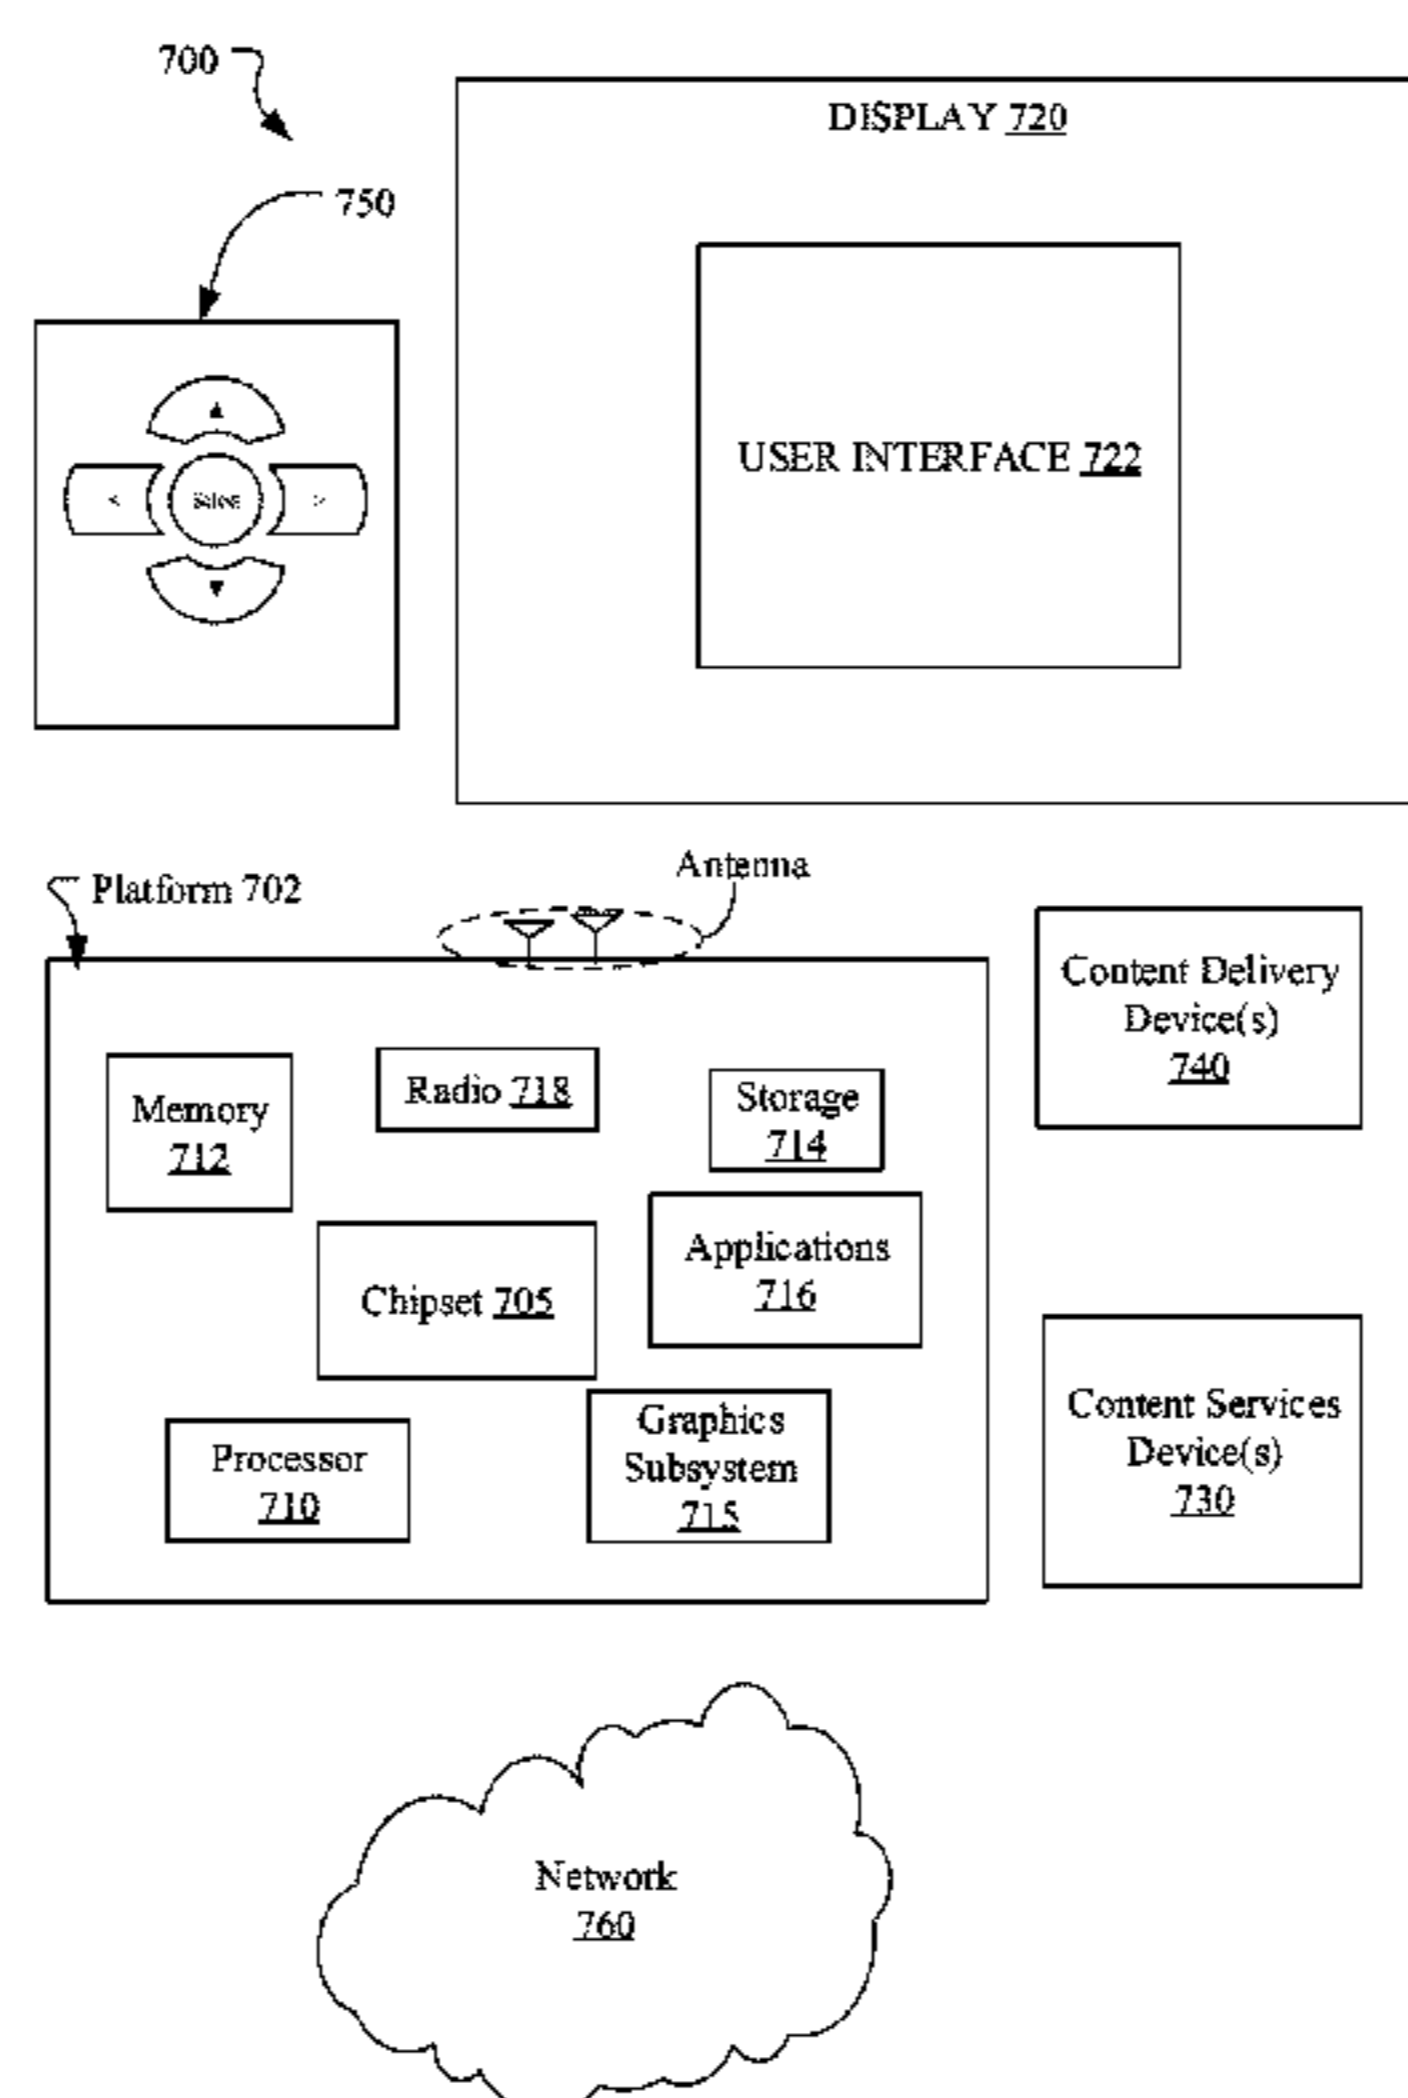 700
DISPLAY 720
750
USER INTERFACE 722
<
Select
>
Antenna
Platform 702
Content Delivery
Device(s)
740
Memory
712
Radio 718
Storage
714
Chipset 705
Applications
716
Content Services
Device(s)
730
Processor
710
Graphics
Subsystem
715
Network
760